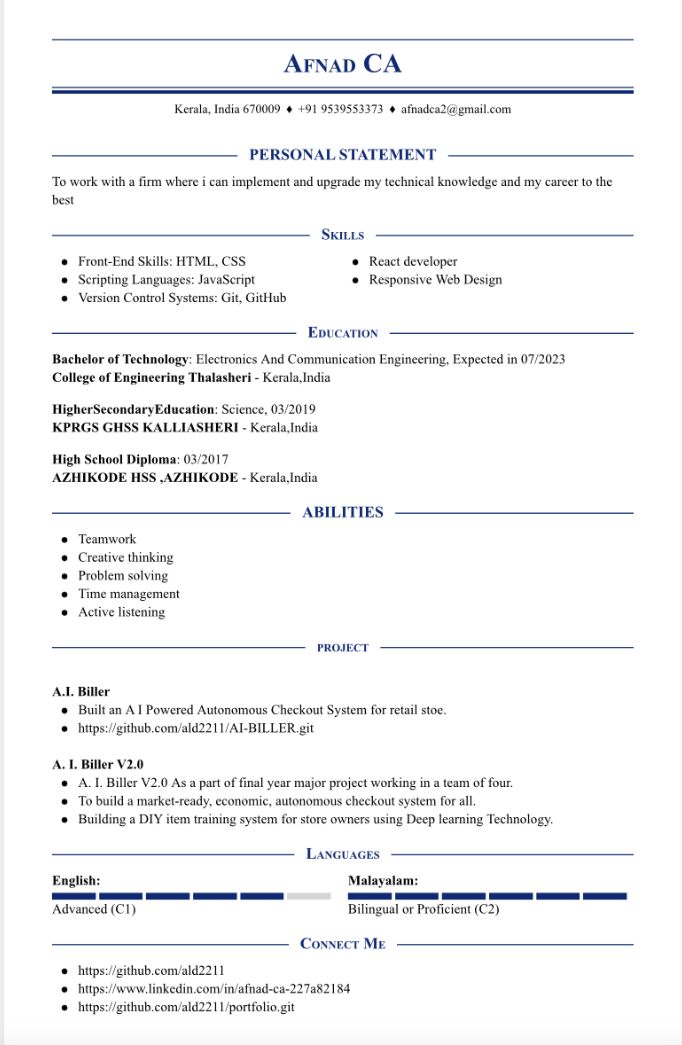 AFNAD CA
Kerala, India 670009 ♦ +91 9539553373 ♦ afnadca2@gmail.com
PERSONAL STATEMENT
To work with a firm where i can implement and upgrade my technical knowledge and my career to the
best
SKILLS
● Front-End Skills: HTML, CSS
● Scripting Languages: JavaScript
● Version Control Systems: Git, GitHub
● React developer
● Responsive Web Design
EDUCATION
Bachelor of Technology: Electronics And Communication Engineering, Expected in 07/2023
College of Engineering Thalasheri - Kerala,India
HigherSecondaryEducation: Science, 03/2019
KPRGS GHSS KALLIASHERI - Kerala,India
High School Diploma: 03/2017
AZHIKODE HSS ,AZHIKODE - Kerala,India
ABILITIES
● Teamwork
● Creative thinking
● Problem solving
● Time management
● Active listening
PROJECT
A.I. Biller
● Built an A I Powered Autonomous Checkout System for retail stoe.
● https://github.com/ald2211/AI-BILLER.git
A. I. Biller V2.0
● A. I. Biller V2.0 As a part of final year major project working in a team of four.
● To build a market-ready, economic, autonomous checkout system for all.
● Building a DIY item training system for store owners using Deep learning Technology.
LANGUAGES
English:
Advanced (C1)
Malayalam:
Bilingual or Proficient (C2)
CONNECT ME
● https://github.com/ald2211
● https://www.linkedin.com/in/afnad-ca-227a82184
● https://github.com/ald2211/portfolio.git